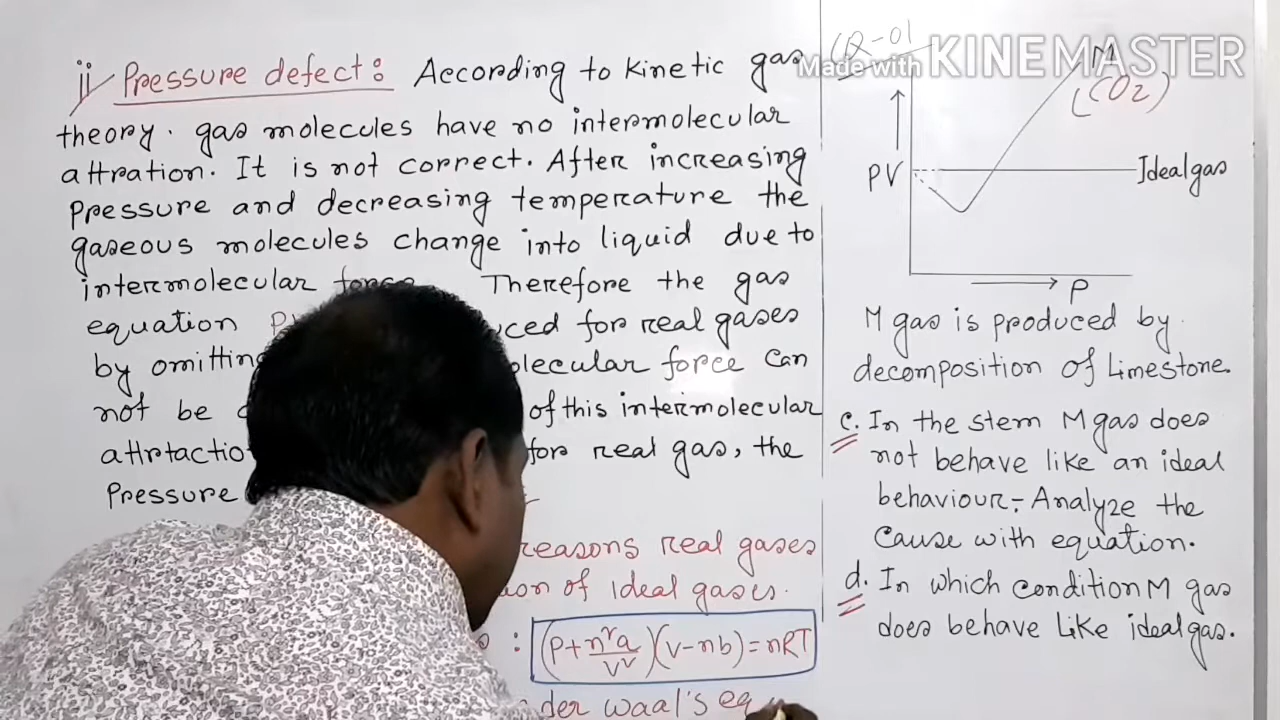 ii Pressure defect: According to kinetic gas
theory. gas molecules have no intermolecular
attration. It is not correct. After increasing
Pressure and decreasing temperature the
gaseous molecules change into liquid due to
intermolecular force. Therefore the gas
equation for real gases
by omitting force can
not be of this intermolecular
for real gas, the
Pressure
reasons real gases
of ideal gases.
: (P+n²a/V²)(V-nb)=nRT
der waal's eq
CQ-01
Made with KINEMASTER
M
(CO2)
PV
Ideal gas
P
M gas is produced by
decomposition of Limestone.
c. In the stem M gas does
not behave like an ideal
behaviour;- Analyze the
Cause with equation.
d. In which condition M gas
does behave like ideal gas.